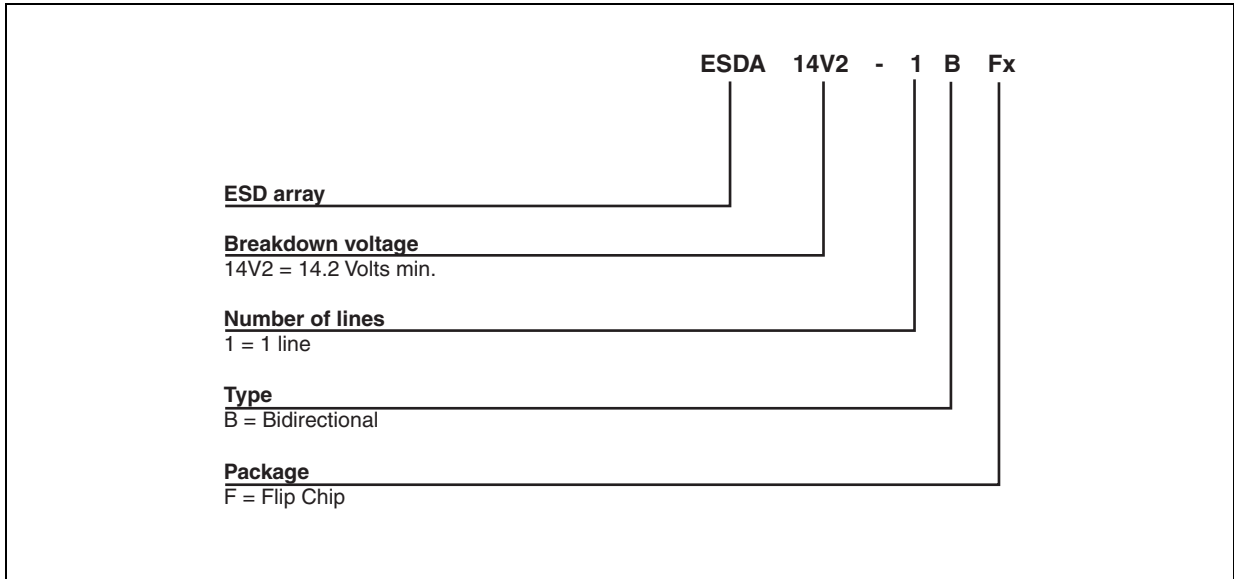 ESDA 14V2 - 1 B Fx
ESD array
Breakdown voltage
14V2 = 14.2 Volts min.
Number of lines
1 = 1 line
Type
B = Bidirectional
Package
F = Flip Chip